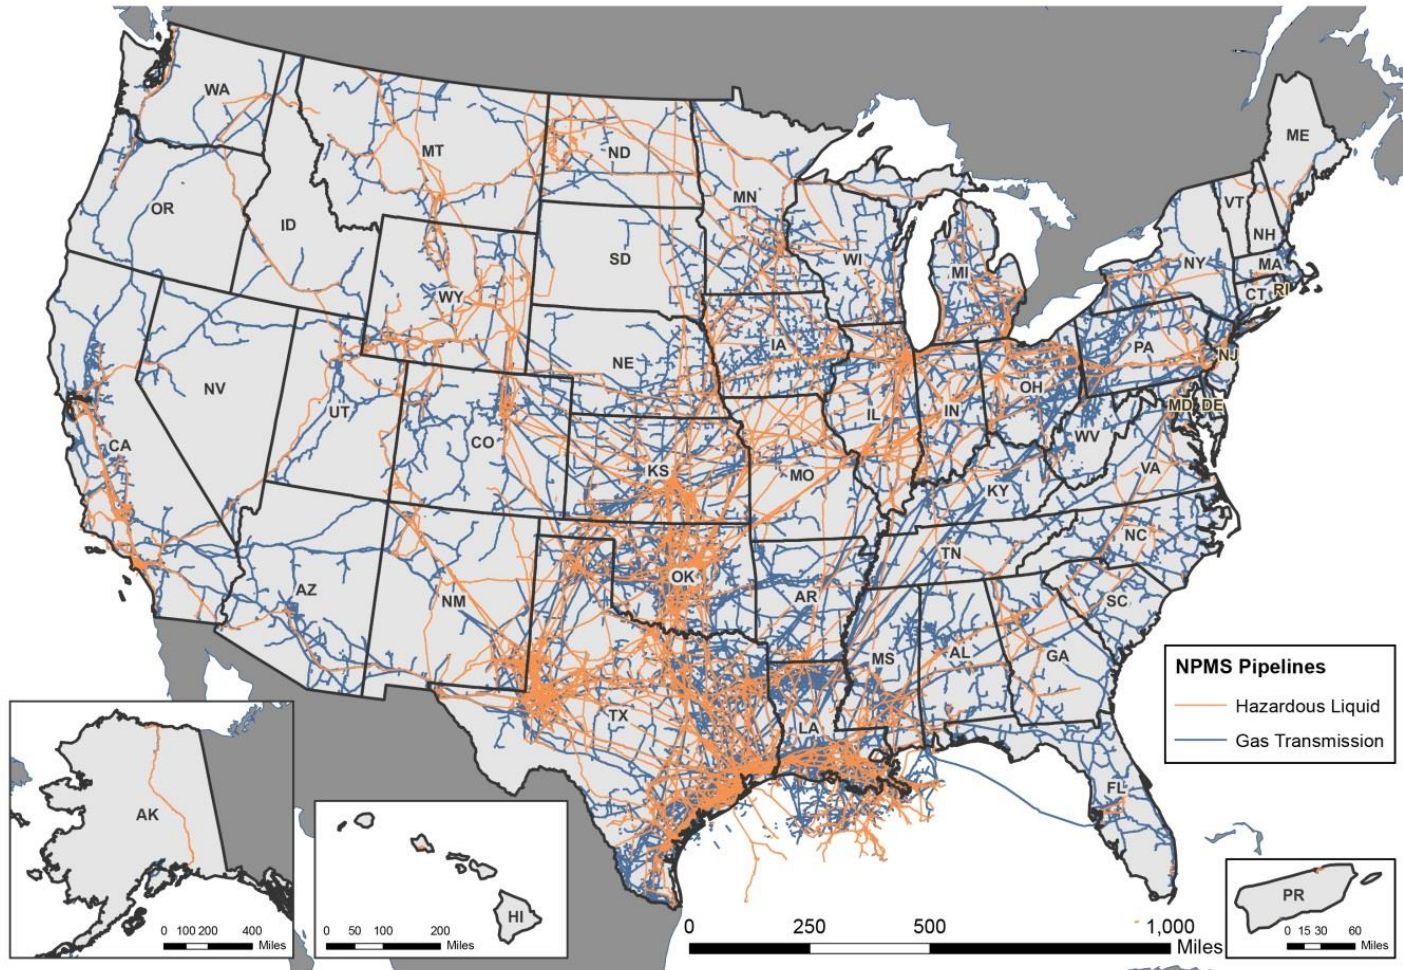 WA
MT
ND
ME
OR
ID
MN
VT
NH
SD
WI
MI
NY
MA
WY
CT
RI
IA
NE
PA
NJ
NV
UT
OH
MD
DE
IL
IN
CO
WV
CA
KS
MO
VA
KY
NC
TN
OK
AZ
NM
AR
SC
MS
AL
GA
TX
LA
FL
NPMS Pipelines
Hazardous Liquid
Gas Transmission
AK
0 100 200 400
Miles
HI
0 50 100 200
Miles
0 250 500 1,000
Miles
PR
0 15 30 60
Miles